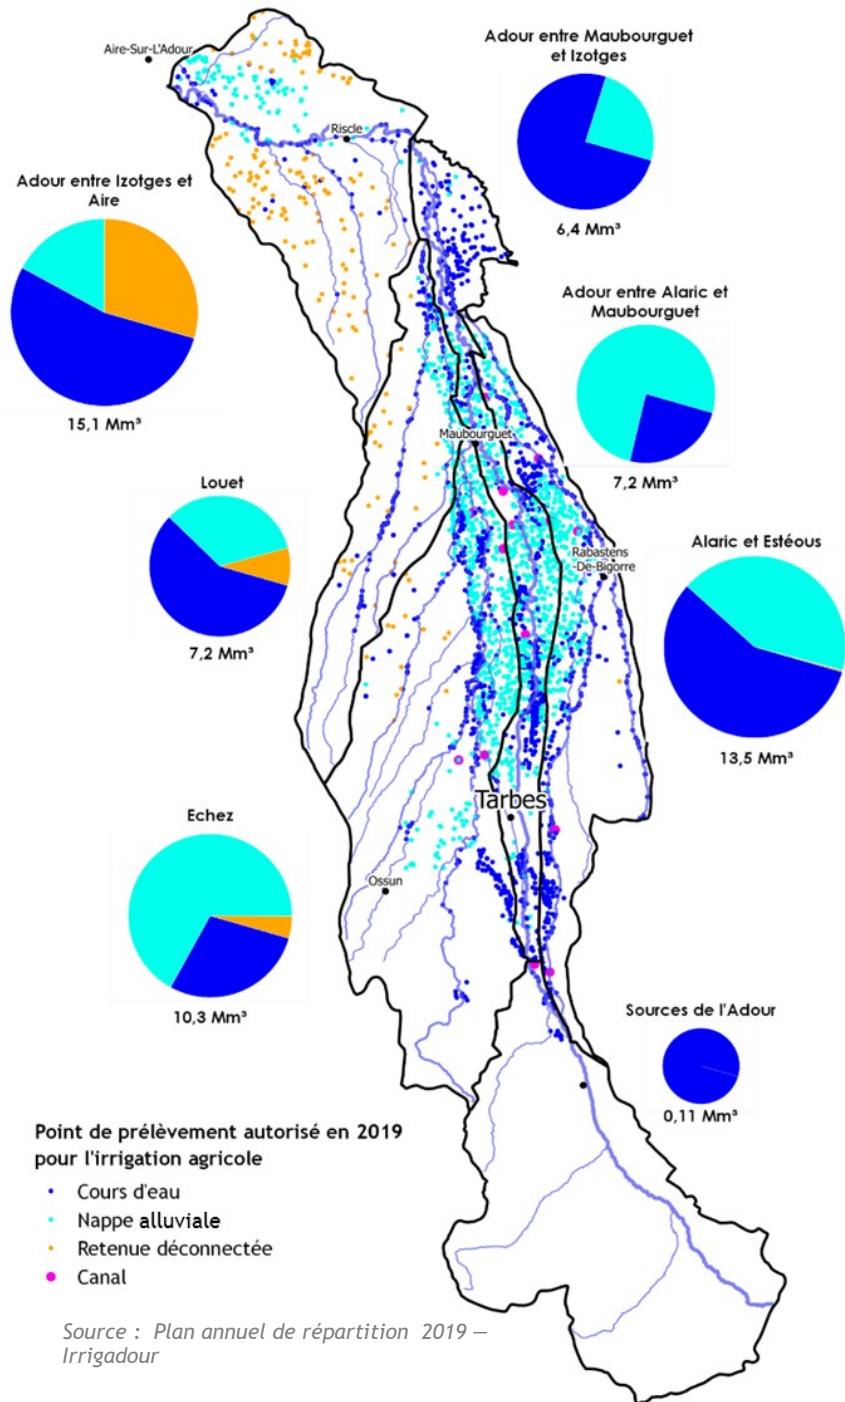 Aire-Sur-L'Adour
Adour entre Maubourguet
et Izotges
6,4 Mm³
Riscle
Adour entre Izotges et
Aire
15,1 Mm³
Adour entre Alaric et
Maubourguet
7,2 Mm³
Maubourguet
Louet
7,2 Mm³
Rabastens
-De-Bigorre
Alaric et Estéous
13,5 Mm³
Tarbes
Echez
10,3 Mm³
Ossun
Sources de l'Adour
0,11 Mm³
Point de prélèvement autorisé en 2019
pour l'irrigation agricole
Cours d'eau
Nappe alluviale
Retenue déconnectée
Canal
Source : Plan annuel de répartition 2019 —
Irrigadour